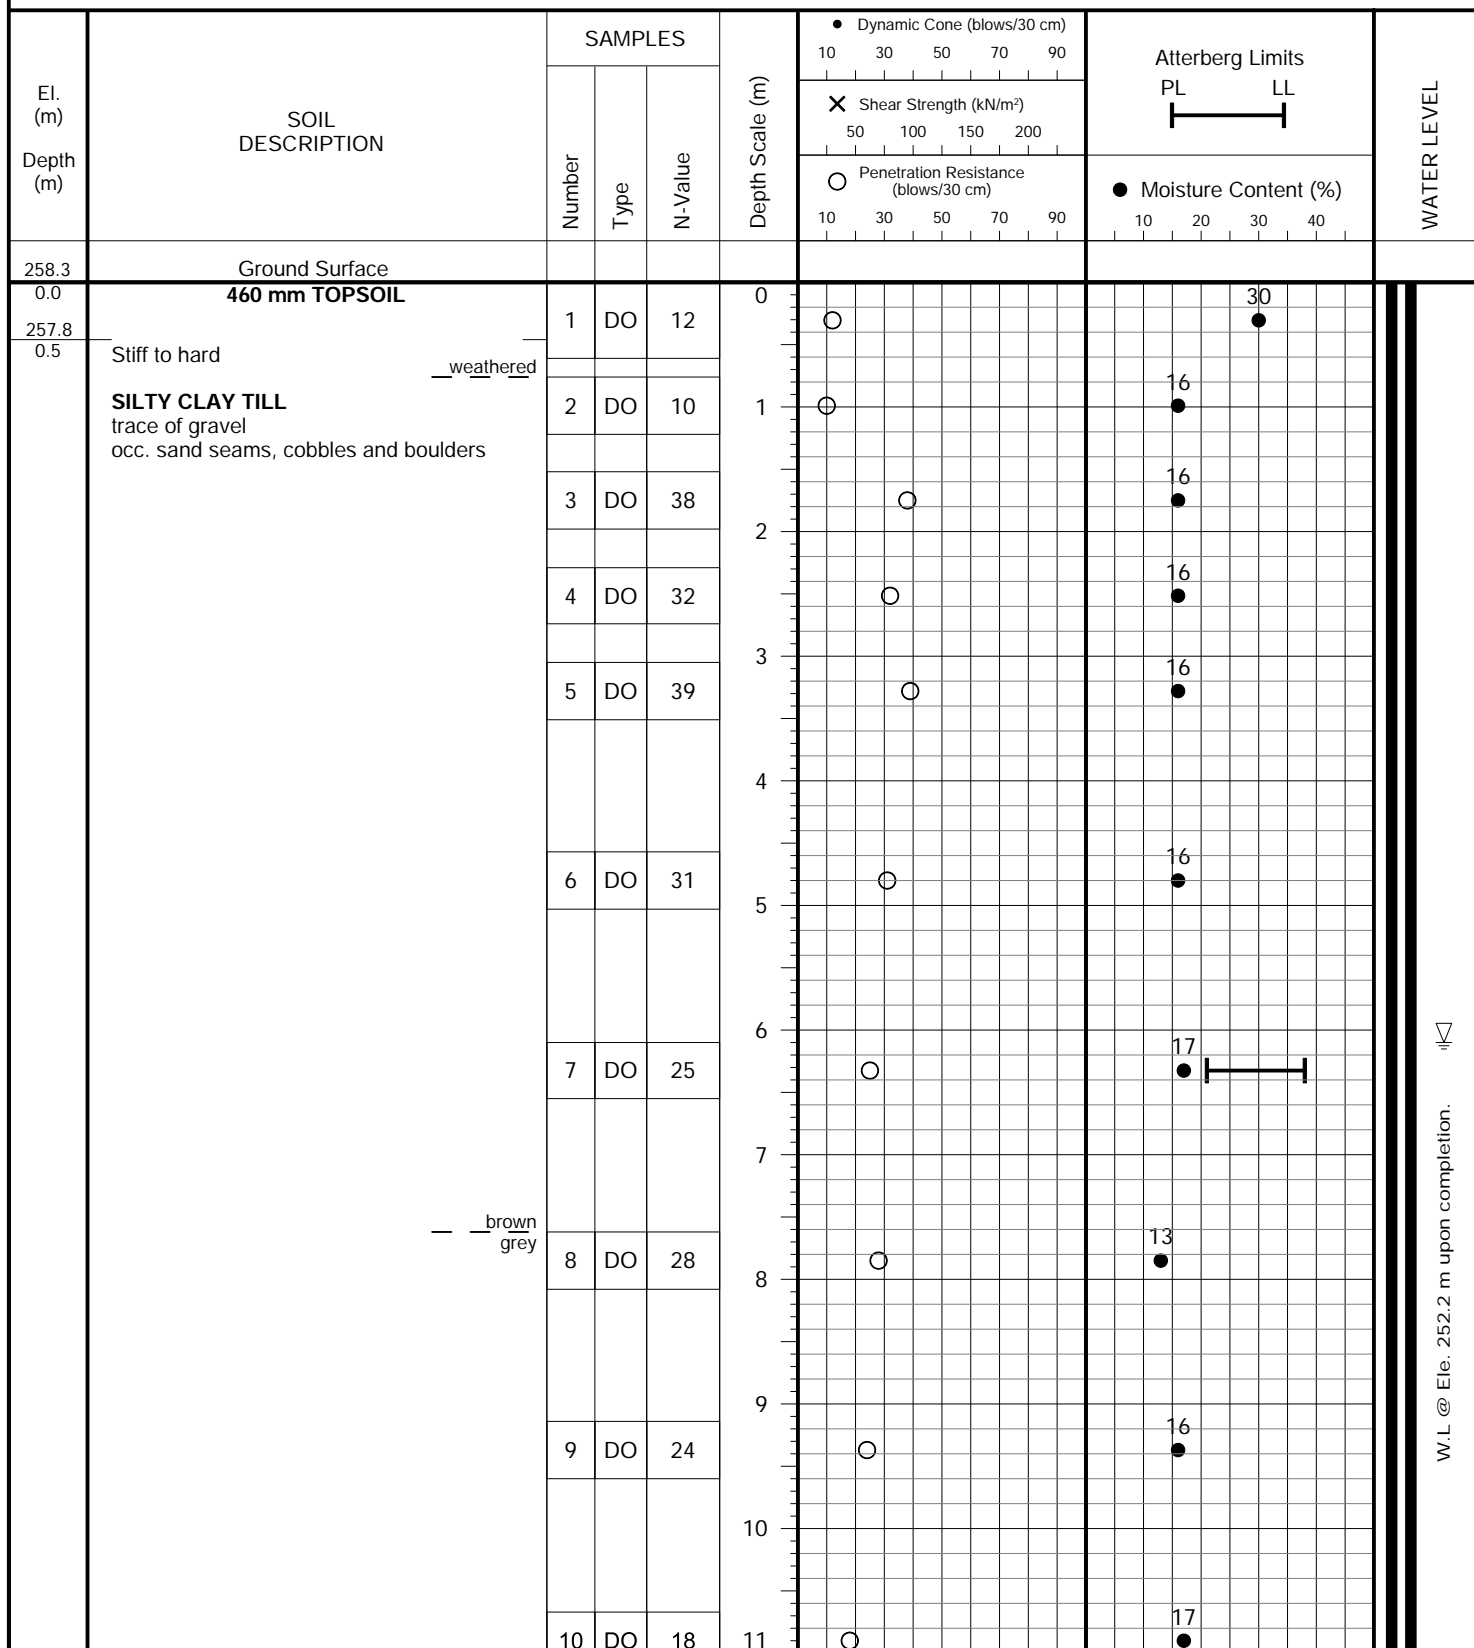 El.
(m)
Depth
(m)
SOIL
DESCRIPTION
SAMPLES
Number
Type
N-Value
Depth Scale (m)
Dynamic Cone (blows/30 cm)
10 30 50 70 90
Shear Strength (kN/m²)
50 100 150 200
Penetration Resistance
(blows/30 cm)
10 30 50 70 90
Atterberg Limits
PL LL
Moisture Content (%)
10 20 30 40
WATER LEVEL
258.3 Ground Surface
0.0 460 mm TOPSOIL 0 30
1 DO 12
257.8
0.5 Stiff to hard
weathered
16
SILTY CLAY TILL
2 DO 10 1
trace of gravel
occ. sand seams, cobbles and boulders
16
3 DO 38
2
16
4 DO 32
3
16
5 DO 39
4
16
6 DO 31
5
6
17
7 DO 25
7
brown
grey
13
8 DO 28
8
9
16
9 DO 24
10
17
10 DO 18 11
W.L @ Ele. 252.2 m upon completion.